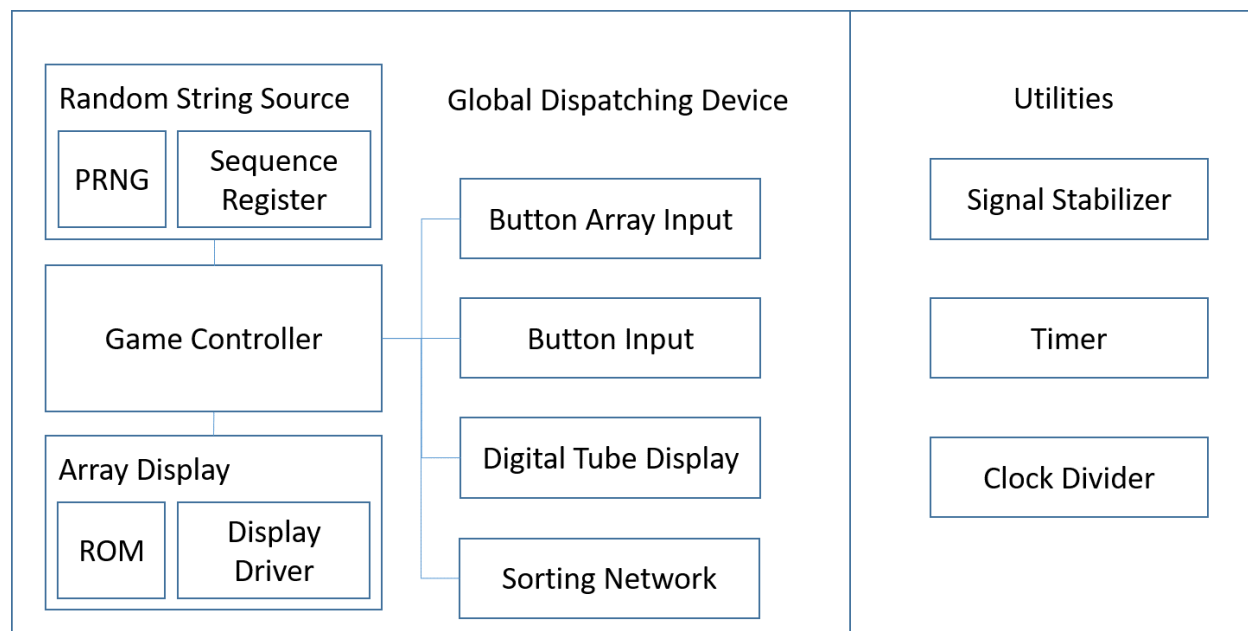 Random String Source
PRNG
Sequence
Register
Game Controller
Array Display
ROM
Display
Driver
Global Dispatching Device
Button Array Input
Button Input
Digital Tube Display
Sorting Network
Utilities
Signal Stabilizer
Timer
Clock Divider